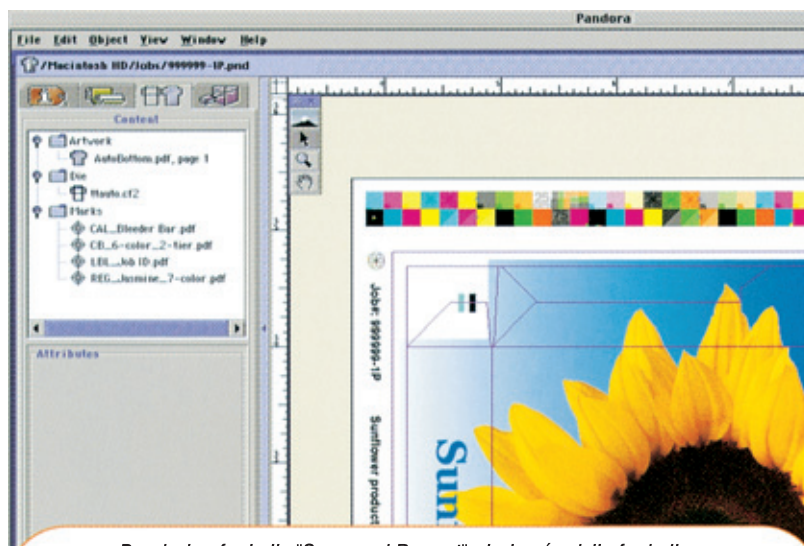 Pandora
File Edit Object View Window Help
/Macintosh HD/Jobs/999999-1P.pnd
Content
Artwork
AutoBottom.pdf, page 1
Die
Mauto.cf2
Marks
CAL_Bleeder Bar.pdf
CB_6-color_2-tier.pdf
LBL_Job ID.pdf
REG_Jasmine_7-color.pdf
Attributes
Job#: 999999-1P
Sunflower product
Sun